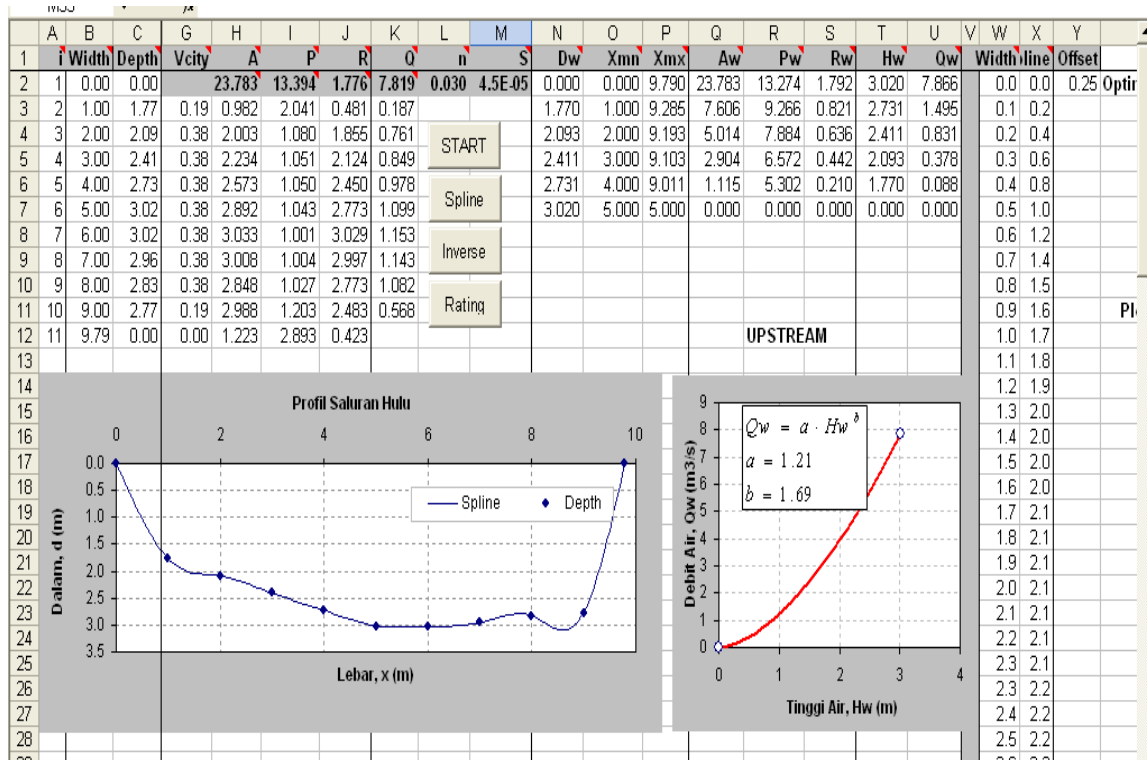 A B C G H I J K L M N O P Q R S T U V W X Y
1 i Width Depth Vcity A P R Q n S Dw Xmn Xmx Aw Pw Rw Hw Qw Width line Offset
2 1 0.00 0.00 23.783 13.394 1.776 7.819 0.030 4.5E-05 0.000 0.000 9.790 23.783 13.274 1.792 3.020 7.866 0.0 0.0 0.25 Optin
3 2 1.00 1.77 0.19 0.982 2.041 0.481 0.187 1.770 1.000 9.285 7.606 9.266 0.821 2.731 1.495 0.1 0.2
4 3 2.00 2.09 0.38 2.003 1.080 1.855 0.761 2.093 2.000 9.193 5.014 7.884 0.636 2.411 0.831 0.2 0.4
START
5 4 3.00 2.41 0.38 2.234 1.051 2.124 0.849 2.411 3.000 9.103 2.904 6.572 0.442 2.093 0.378 0.3 0.6
6 5 4.00 2.73 0.38 2.573 1.050 2.450 0.978 2.731 4.000 9.011 1.115 5.302 0.210 1.770 0.088 0.4 0.8
Spline
7 6 5.00 3.02 0.38 2.892 1.043 2.773 1.099 3.020 5.000 5.000 0.000 0.000 0.000 0.000 0.000 0.5 1.0
8 7 6.00 3.02 0.38 3.033 1.001 3.029 1.153 0.6 1.2
Inverse
9 8 7.00 2.96 0.38 3.008 1.004 2.997 1.143 0.7 1.4
10 9 8.00 2.83 0.38 2.848 1.027 2.773 1.082 0.8 1.5
Rating
11 10 9.00 2.77 0.19 2.988 1.203 2.483 0.568 0.9 1.6 Pl
12 11 9.79 0.00 0.00 1.223 2.893 0.423 UPSTREAM 1.0 1.7
13 1.1 1.8
14 1.2 1.9
15 1.3 2.0
16 1.4 2.0
17 1.5 2.0
18 1.6 2.0
19 1.7 2.1
20 1.8 2.1
21 1.9 2.1
22 2.0 2.1
23 2.1 2.1
24 2.2 2.1
25 2.3 2.1
26 2.3 2.2
27 2.4 2.2
28 2.5 2.2
Profil Saluran Hulu
0 2 4 6 8 10
0.0
0.5
1.0
1.5
2.0
2.5
3.0
3.5
Dalam, d (m)
Spline Depth
Lebar, x (m)
9
8
7
6
5
4
3
2
1
0
Debit Air, Qw (m3/s)
Qw = a · Hw b
a = 1.21
b = 1.69
0 1 2 3 4
Tinggi Air, Hw (m)